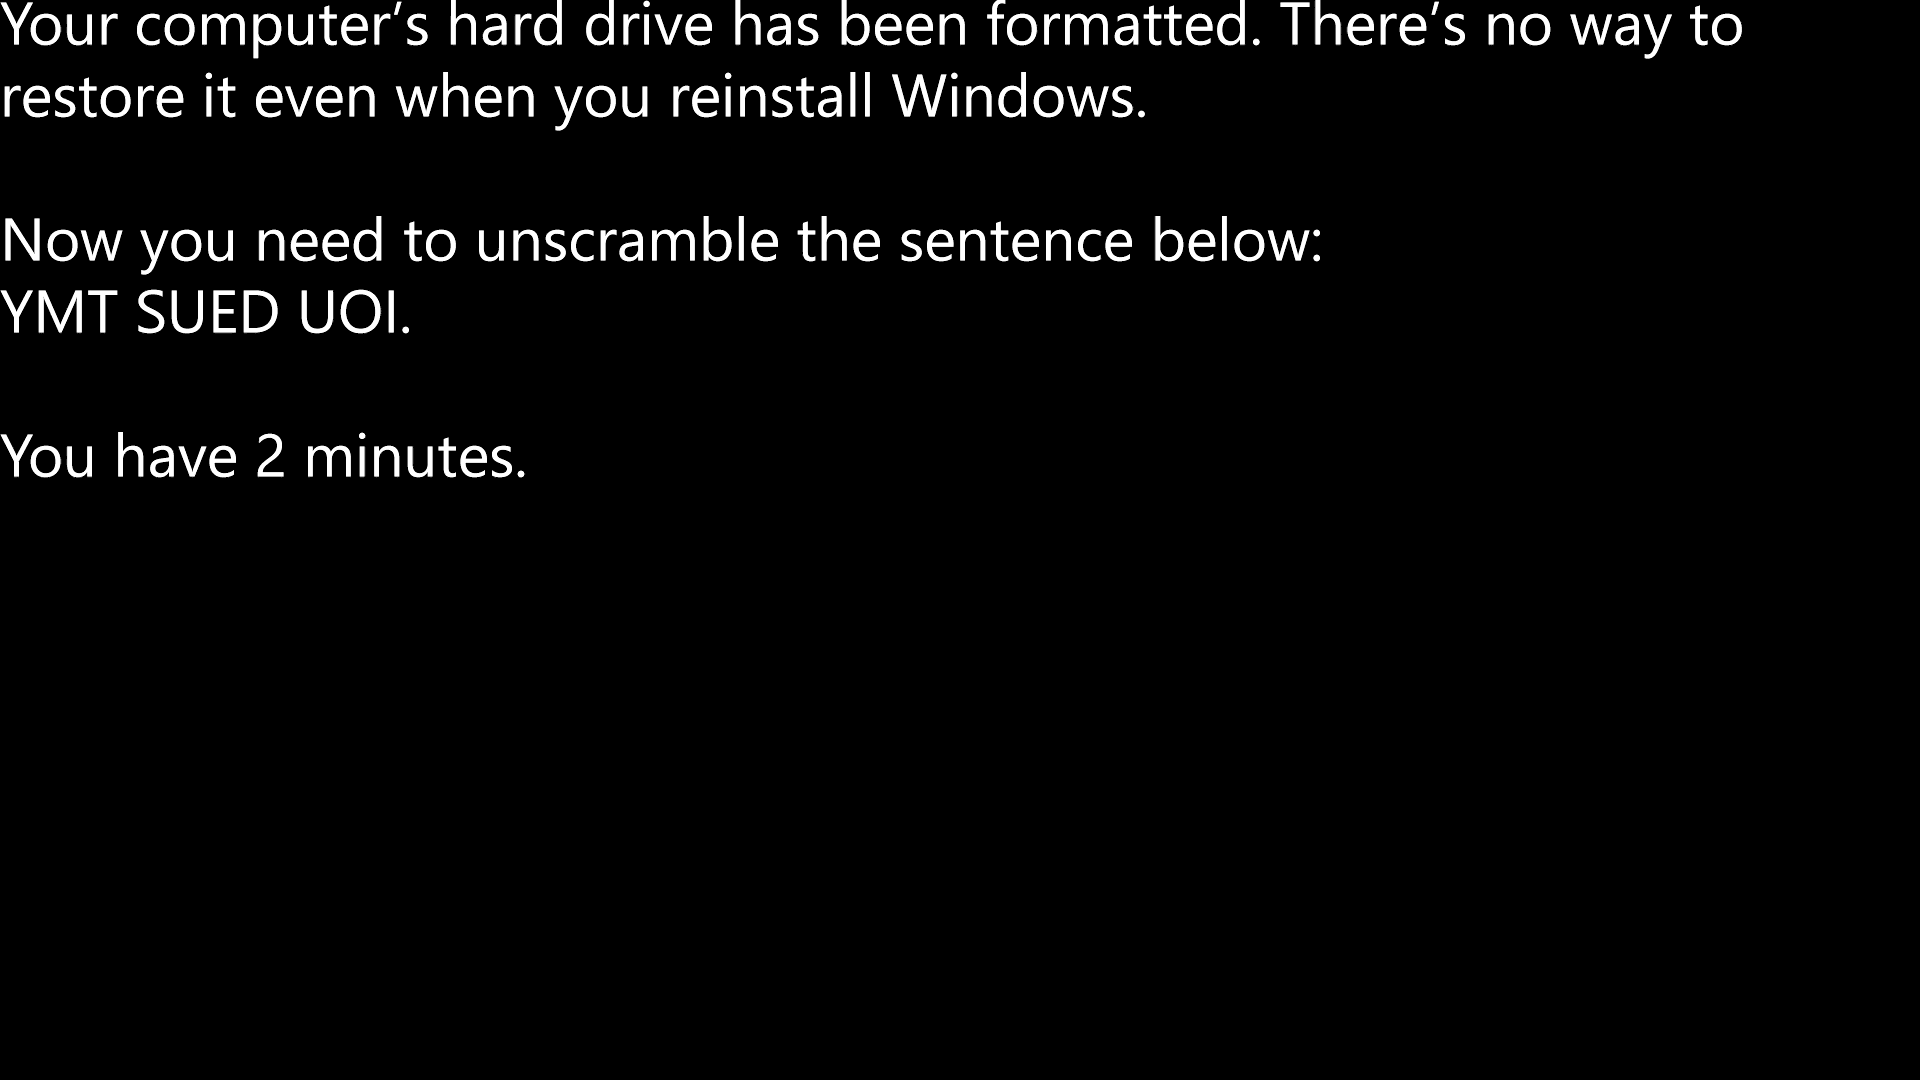 Your computer’s hard drive has been formatted. There’s no way to
restore it even when you reinstall Windows.
Now you need to unscramble the sentence below:
YMT SUED UOI.
You have 2 minutes.